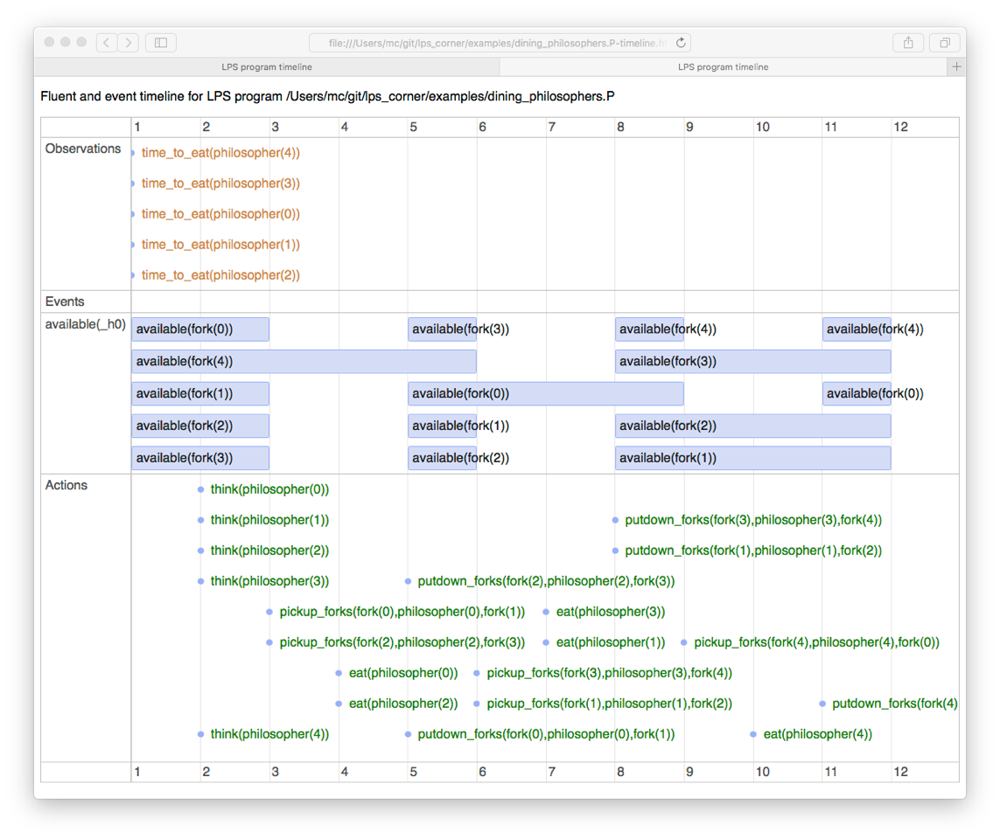 file:///Users/mc/git/lps_corner/examples/dining_philosophers.P-timeline.h
LPS program timeline LPS program timeline
Fluent and event timeline for LPS program /Users/mc/git/lps_corner/examples/dining_philosophers.P
1 2 3 4 5 6 7 8 9 10 11 12
Observations time_to_eat(philosopher(4))
time_to_eat(philosopher(3))
time_to_eat(philosopher(0))
time_to_eat(philosopher(1))
time_to_eat(philosopher(2))
Events
available(_h0) available(fork(0)) available(fork(3)) available(fork(4)) available(fork(4))
available(fork(4)) available(fork(3))
available(fork(1)) available(fork(0)) available(fork(0))
available(fork(2)) available(fork(1)) available(fork(2))
available(fork(3)) available(fork(2)) available(fork(1))
Actions think(philosopher(0))
think(philosopher(1)) putdown_forks(fork(3),philosopher(3),fork(4))
think(philosopher(2)) putdown_forks(fork(1),philosopher(1),fork(2))
think(philosopher(3)) putdown_forks(fork(2),philosopher(2),fork(3))
pickup_forks(fork(0),philosopher(0),fork(1)) eat(philosopher(3))
pickup_forks(fork(2),philosopher(2),fork(3)) eat(philosopher(1)) pickup_forks(fork(4),philosopher(4),fork(0))
eat(philosopher(0)) pickup_forks(fork(3),philosopher(3),fork(4))
eat(philosopher(2)) pickup_forks(fork(1),philosopher(1),fork(2)) putdown_forks(fork(4)
think(philosopher(4)) putdown_forks(fork(0),philosopher(0),fork(1)) eat(philosopher(4))
1 2 3 4 5 6 7 8 9 10 11 12